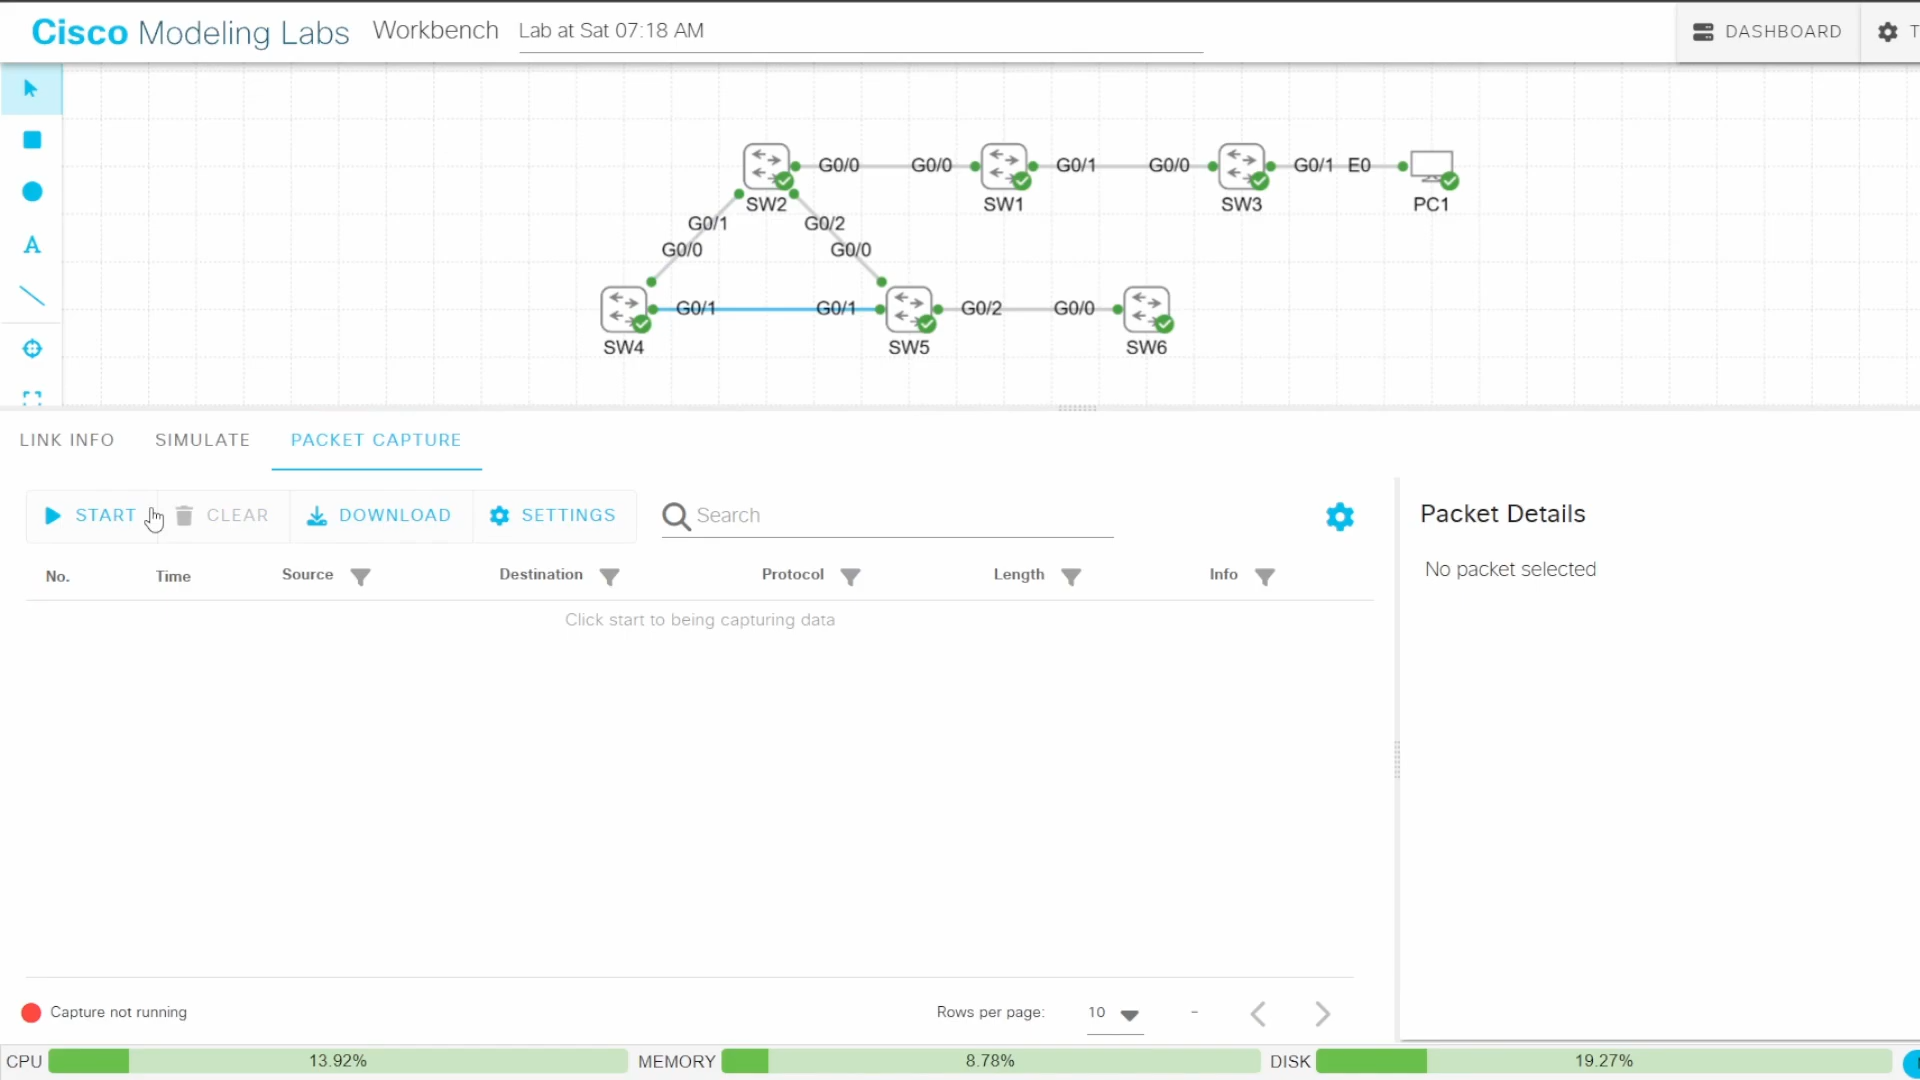 Cisco Modeling Labs Workbench Lab at Sat 07:18 AM DASHBOARD T
A
G0/0 G0/0 G0/1 G0/0 G0/1 E0
SW2 SW1 SW3 PC1
G0/1 G0/2
G0/0 G0/0
G0/1 G0/1 G0/2 G0/0
SW4 SW5 SW6
LINK INFO SIMULATE PACKET CAPTURE
START CLEAR DOWNLOAD SETTINGS Search
Packet Details
No. Time Source Destination Protocol Length Info
No packet selected
Click start to being capturing data
Capture not running Rows per page: 10 -
CPU 13.92% MEMORY 8.78% DISK 19.27%